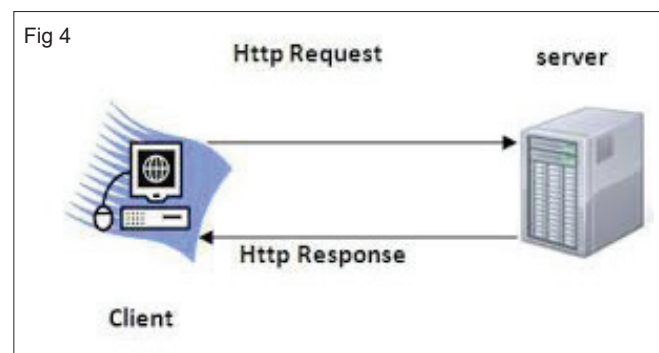 Fig 4
Http Request
server
Http Response
Client